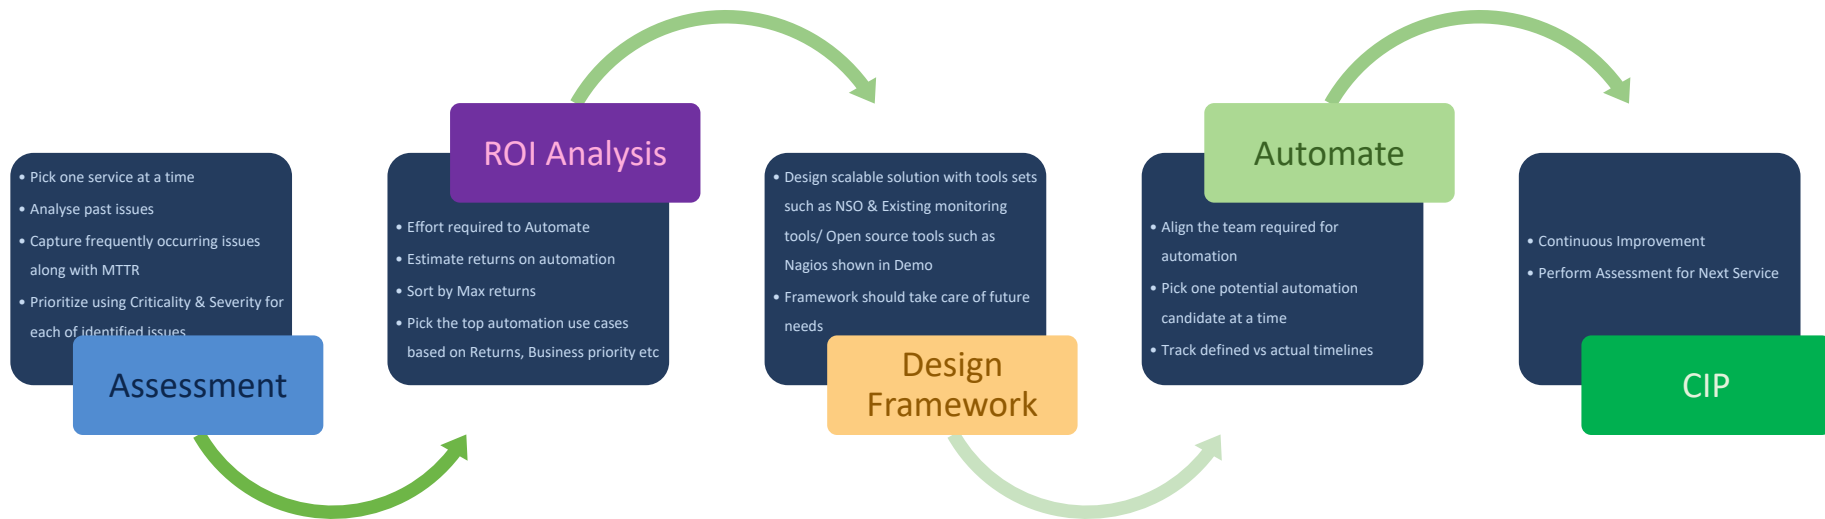 • Pick one service at a time
• Analyse past issues
• Capture frequently occurring issues
along with MTTR
• Prioritize using Criticality & Severity for
each of identified issues
Assessment
ROI Analysis
• Effort required to Automate
• Estimate returns on automation
• Sort by Max returns
• Pick the top automation use cases
based on Returns, Business priority etc
• Design scalable solution with tools sets
such as NSO & Existing monitoring
tools/ Open source tools such as
Nagios shown in Demo
• Framework should take care of future
needs
Design
Framework
Automate
• Align the team required for
automation
• Pick one potential automation
candidate at a time
• Track defined vs actual timelines
• Continuous Improvement
• Perform Assessment for Next Service
CIP